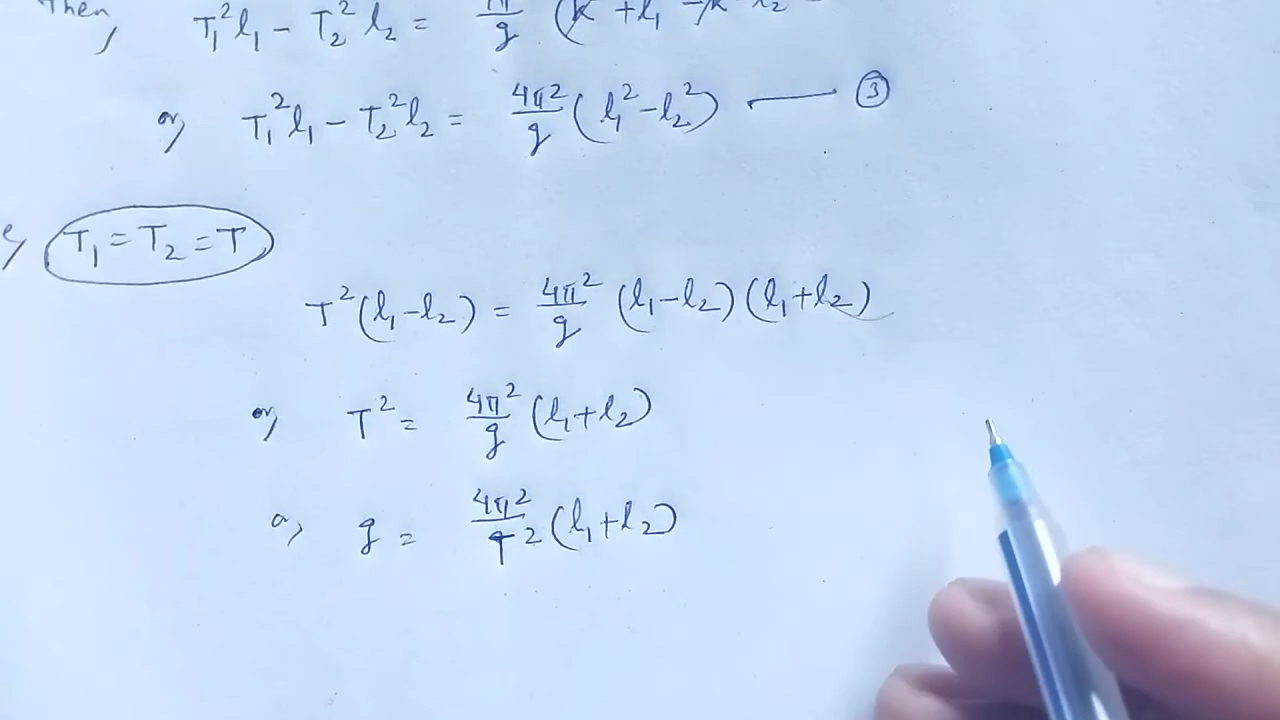 Then, T₁²l₁ - T₂²l₂ =
or, T₁²l₁ - T₂²l₂ = 4π²/g (l₁² - l₂²) —— ③
T₁ = T₂ = T
T²(l₁-l₂) = 4π²/g (l₁-l₂)(l₁+l₂)
or, T² = 4π²/g (l₁+l₂)
or, g = 4π²/T² (l₁+l₂)